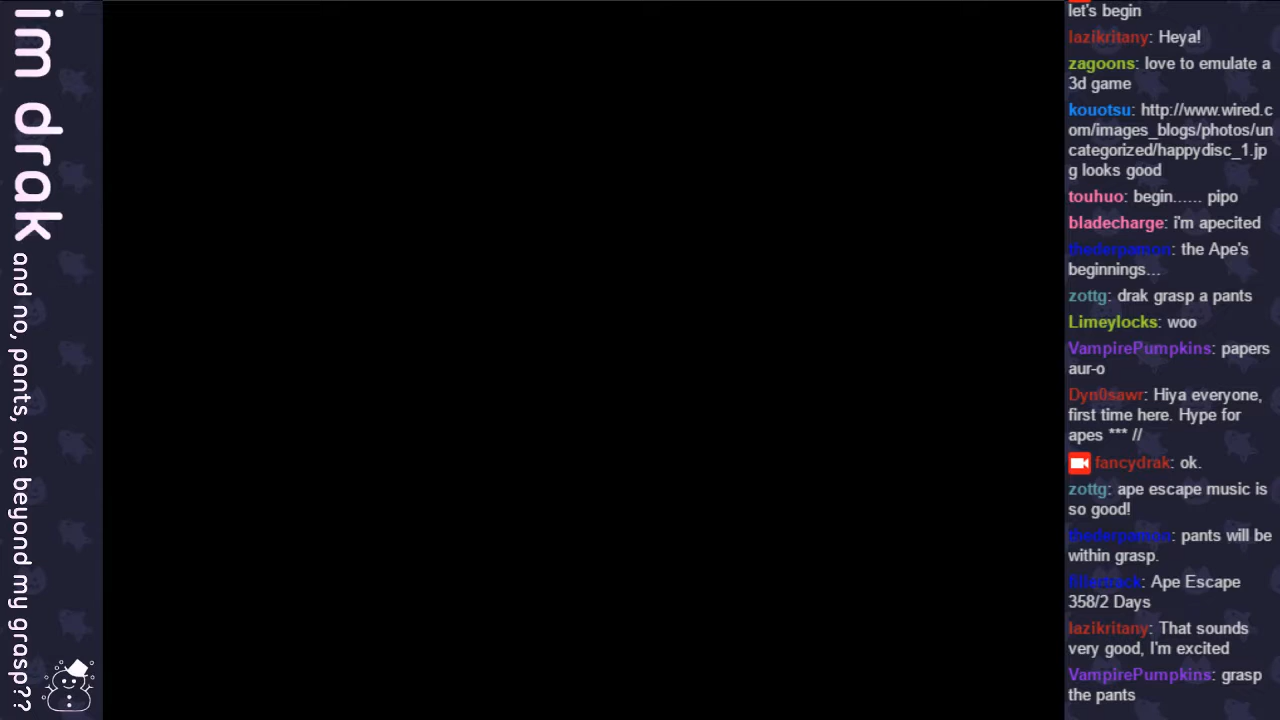 im drak and no, pants, are beyond my grasp??
let's begin
lazikritany: Heya!
zagoons: love to emulate a
3d game
kouotsu: http://www.wired.c
om/images_blogs/photos/un
categorized/happydisc_1.jp
g looks good
touhuo: begin...... pipo
bladecharge: i'm apecited
thederpamon: the Ape's
beginnings...
zottg: drak grasp a pants
Limeylocks: woo
VampirePumpkins: papers
aur-o
Dyn0sawr: Hiya everyone,
first time here. Hype for
apes *** //
fancydrak: ok.
zottg: ape escape music is
so good!
thederpamon: pants will be
within grasp.
: Ape Escape
358/2 Days
lazikritany: That sounds
very good, I'm excited
VampirePumpkins: grasp
the pants